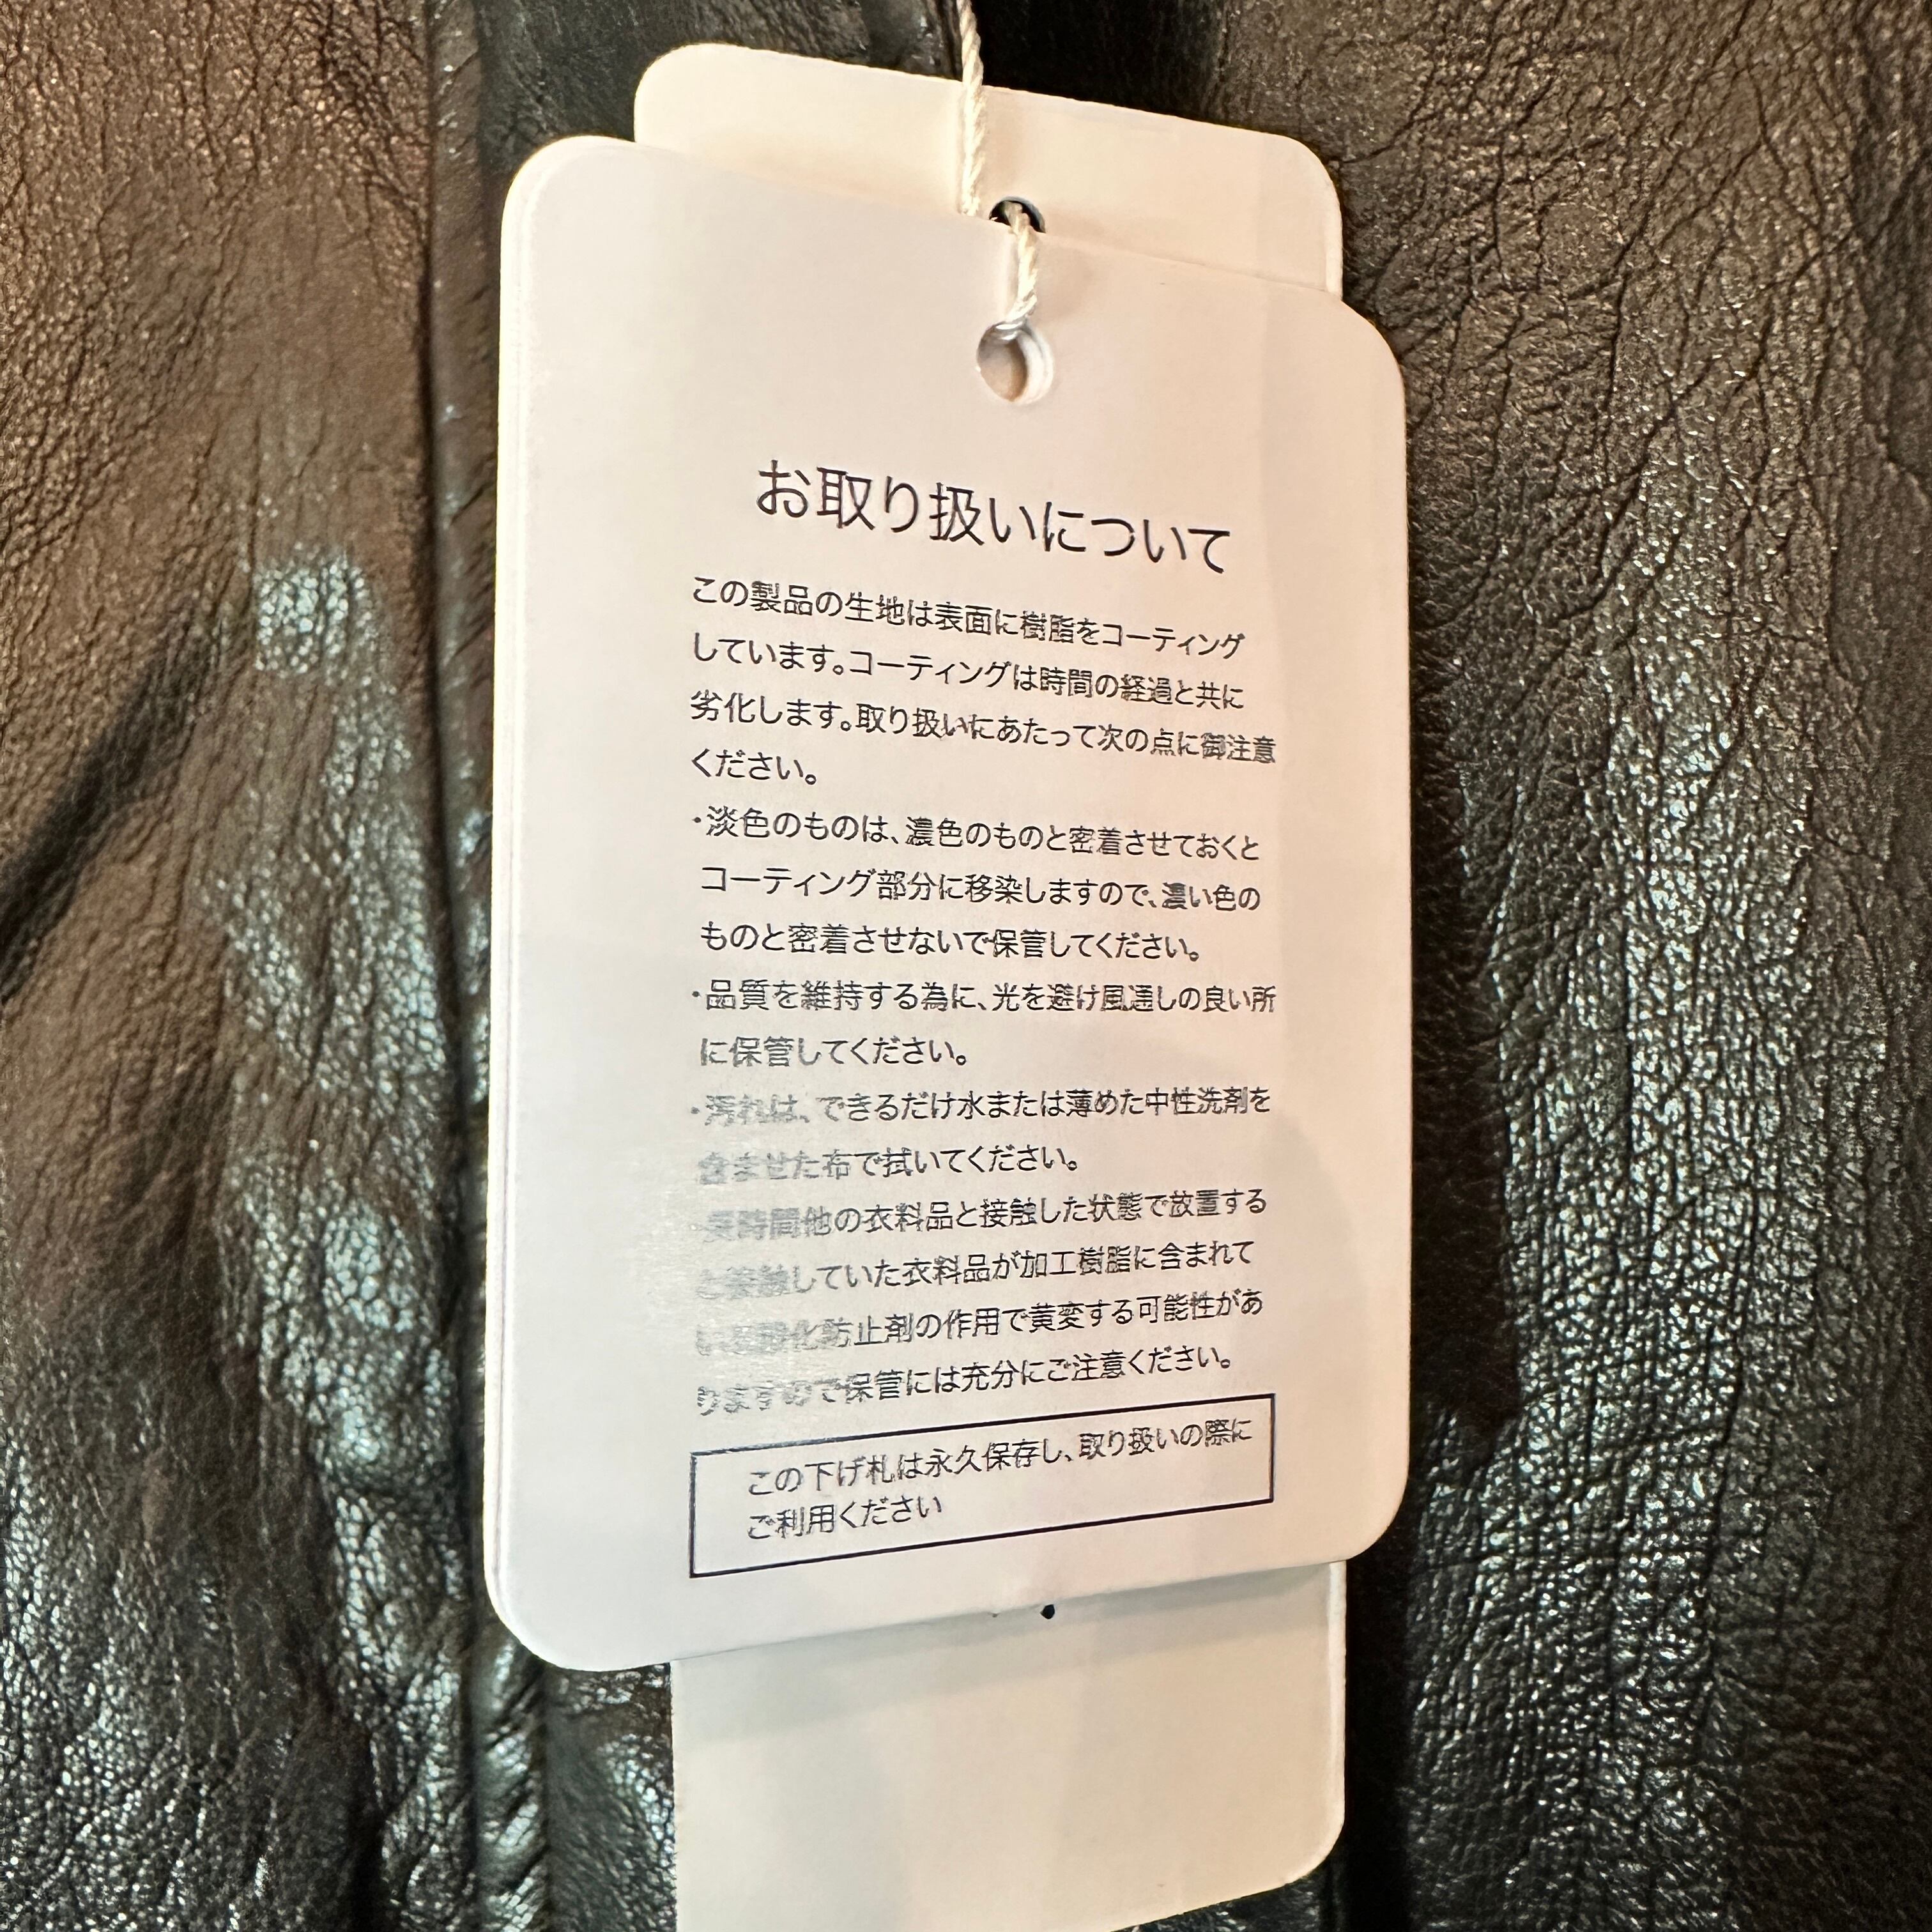 お取り扱いについて
この製品の生地は表面に樹脂をコーティング
しています。コーティングは時間の経過と共に
劣化します。取り扱いにあたって次の点に御注意
ください。
・淡色のものは、濃色のものと密着させておくと
コーティング部分に移染しますので、濃い色の
ものと密着させないで保管してください。
・品質を維持する為に、光を避け風通しの良い所
に保管してください。
・汚れは、できるだけ水または薄めた中性洗剤を
含ませた布で拭いてください。
長時間他の衣料品と接触した状態で放置する
と接触していた衣料品が加工樹脂に含まれて
いる酸化防止剤の作用で黄変する可能性があ
りますので保管には充分にご注意ください。
この下げ札は永久保存し、取り扱いの際に
ご利用ください